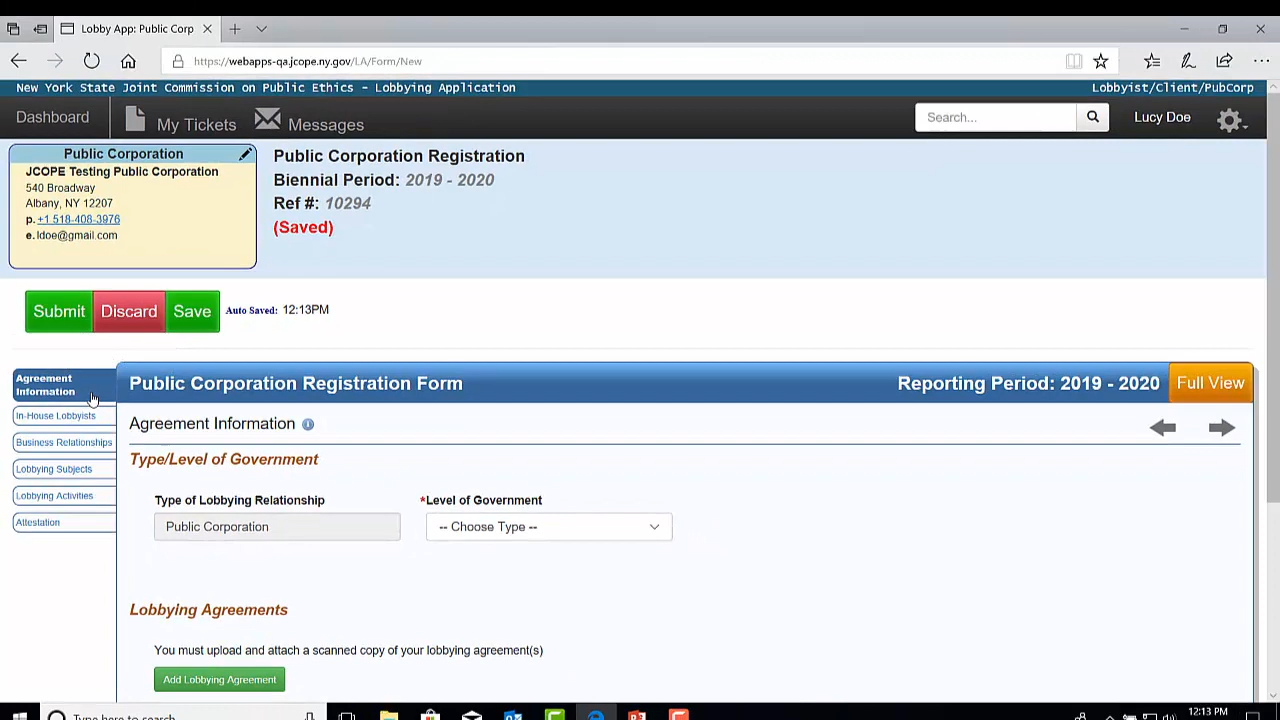 Lobby App: Public Corp
https://webapps-qa.jcope.ny.gov/LA/Form/New
New York State Joint Commission on Public Ethics - Lobbying Application
Lobbyist/Client/PubCorp
Dashboard
My Tickets
Messages
Search...
Lucy Doe
Public Corporation
JCOPE Testing Public Corporation
540 Broadway
Albany, NY 12207
p. +1 518-408-3976
e. ldoe@gmail.com
Public Corporation Registration
Biennial Period: 2019 - 2020
Ref #: 10294
(Saved)
Submit
Discard
Save
Auto Saved: 12:13PM
Agreement
Information
In-House Lobbyists
Business Relationships
Lobbying Subjects
Lobbying Activities
Attestation
Public Corporation Registration Form
Reporting Period: 2019 - 2020
Full View
Agreement Information
Type/Level of Government
Type of Lobbying Relationship
*Level of Government
Public Corporation
-- Choose Type --
Lobbying Agreements
You must upload and attach a scanned copy of your lobbying agreement(s)
Add Lobbying Agreement
Type here to search
12:13 PM